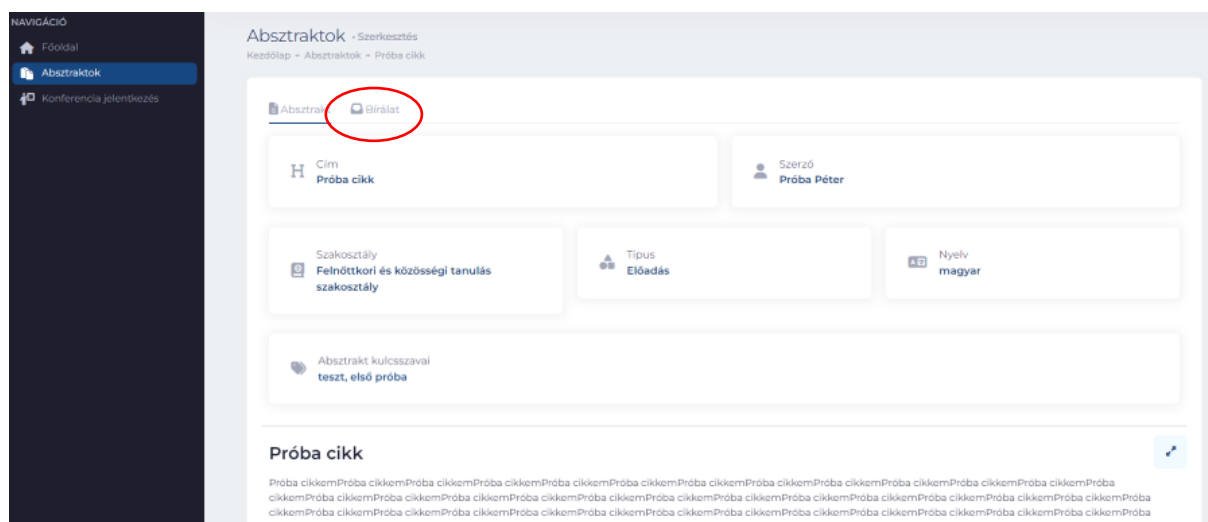 NAVIGÁCIÓ
Főoldal
Absztraktok
Konferencia jelentkezés
Absztraktok - Szerkesztés
Kezdőlap - Absztraktok - Próba cikk
Absztrakt Bírálat
Cím
Próba cikk
Szerző
Próba Péter
Szakosztály
Felnőttkori és közösségi tanulás
szakosztály
Típus
Előadás
Nyelv
magyar
Absztrakt kulcsszavai
teszt, első próba
Próba cikk
Próba cikkemPróba cikkemPróba cikkemPróba cikkemPróba cikkemPróba cikkemPróba cikkemPróba cikkemPróba cikkemPróba cikkemPróba cikkemPróba
cikkemPróba cikkemPróba cikkemPróba cikkemPróba cikkemPróba cikkemPróba cikkemPróba cikkemPróba cikkemPróba cikkemPróba cikkemPróba cikkemPróba
cikkemPróba cikkemPróba cikkemPróba cikkemPróba cikkemPróba cikkemPróba cikkemPróba cikkemPróba cikkemPróba cikkemPróba cikkemPróba cikkemPróba